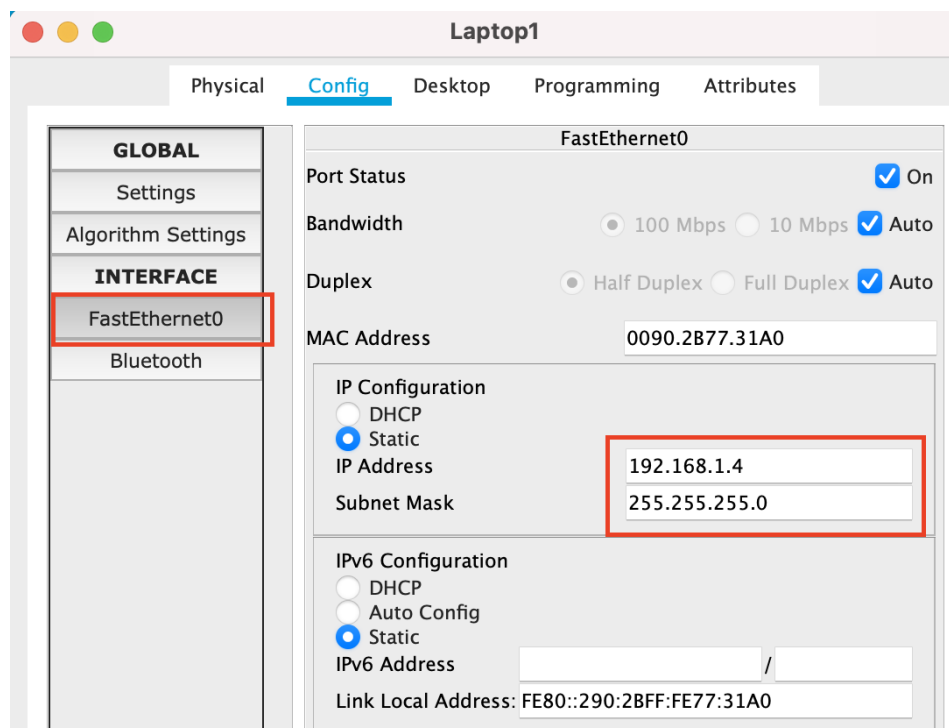 Laptop1
Physical Config Desktop Programming Attributes
GLOBAL
Settings
Algorithm Settings
INTERFACE
FastEthernet0
Bluetooth
FastEthernet0
Port Status On
Bandwidth 100 Mbps 10 Mbps Auto
Duplex Half Duplex Full Duplex Auto
MAC Address 0090.2B77.31A0
IP Configuration
DHCP
Static
IP Address 192.168.1.4
Subnet Mask 255.255.255.0
IPv6 Configuration
DHCP
Auto Config
Static
IPv6 Address /
Link Local Address: FE80::290:2BFF:FE77:31A0